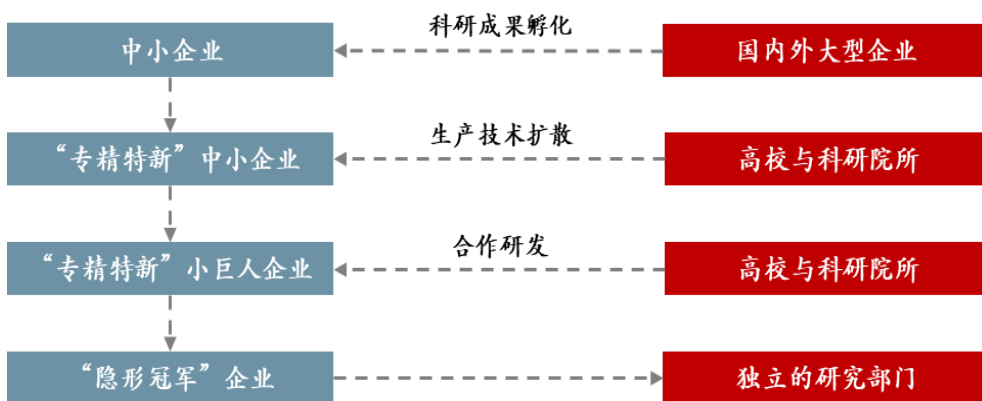 科研成果孵化
中小企业
国内外大型企业
生产技术扩散
“专精特新”中小企业
高校与科研院所
合作研发
“专精特新”小巨人企业
高校与科研院所
“隐形冠军”企业
独立的研究部门